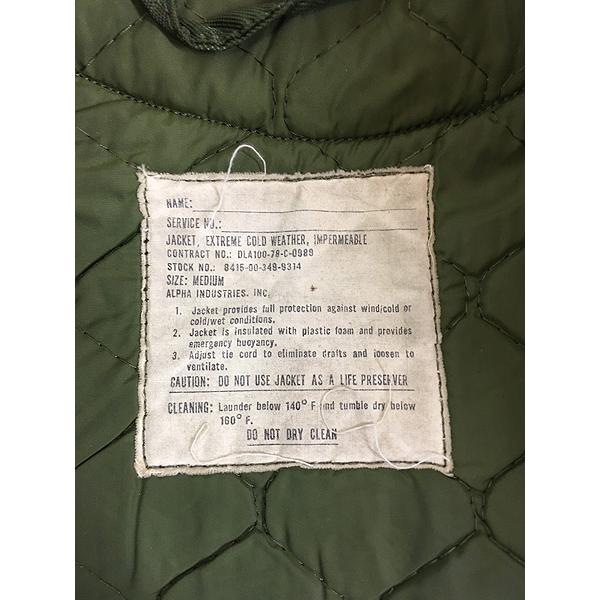 NAME:
SERVICE NO.:
JACKET, EXTREME COLD WEATHER, IMPERMEABLE
CONTRACT NO.: DLA100-78-C-0989
STOCK NO.: 8415-00-349-9314
SIZE: MEDIUM
ALPHA INDUSTRIES, INC.
1. Jacket provides full protection against wind/cold or
cold/wet conditions.
2. Jacket is insulated with plastic foam and provides
emergency buoyancy.
3. Adjust tie cord to eliminate drafts and loosen to
ventilate.
CAUTION: DO NOT USE JACKET AS A LIFE PRESERVER
CLEANING: Launder below 140° F and tumble dry below
160° F.
DO NOT DRY CLEAN